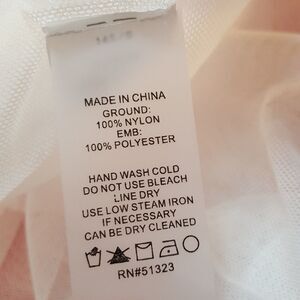 MADE IN CHINA
GROUND:
100% NYLON
EMB:
100% POLYESTER
HAND WASH COLD
DO NOT USE BLEACH
LINE DRY
USE LOW STEAM IRON
IF NECESSARY
CAN BE DRY CLEANED
RN#51323